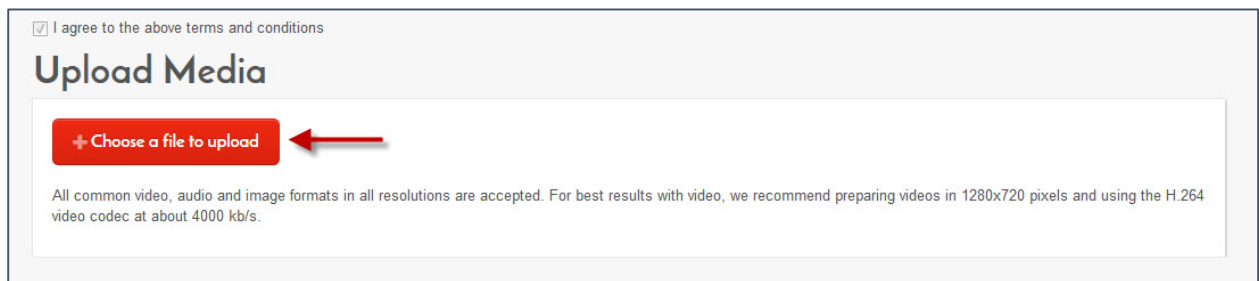 I agree to the above terms and conditions
Upload Media
+ Choose a file to upload
All common video, audio and image formats in all resolutions are accepted. For best results with video, we recommend preparing videos in 1280x720 pixels and using the H.264
video codec at about 4000 kb/s.